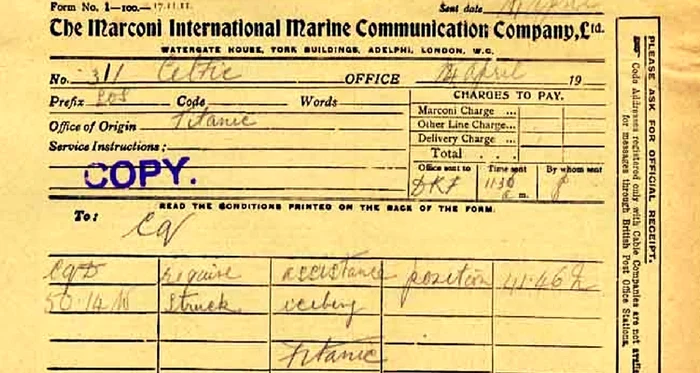 Form No. 1—100.—17.11.11.
Sent date
The Marconi International Marine Communication Company, Ltd.
WATERGATE HOUSE, YORK BUILDINGS, ADELPHI, LONDON, W.C.
No. 311 Celtic OFFICE 14 April 19
Prefix SOS Code Words
CHARGES TO PAY.
Marconi Charge ...
Other Line Charge...
Delivery Charge ...
Total . . .
Office of Origin Titanic
Service Instructions :
COPY.
Office sent to Time sent By whom sent
DKF 1130 m.
READ THE CONDITIONS PRINTED ON THE BACK OF THE FORM.
To: CQ
CQD require assistance position 41.46 N
50.14 W struck iceberg
Titanic
PLEASE ASK FOR OFFICIAL RECEIPT.
Code Addresses registered only with Cable Companies are not
for messages through British Post Office Stations.